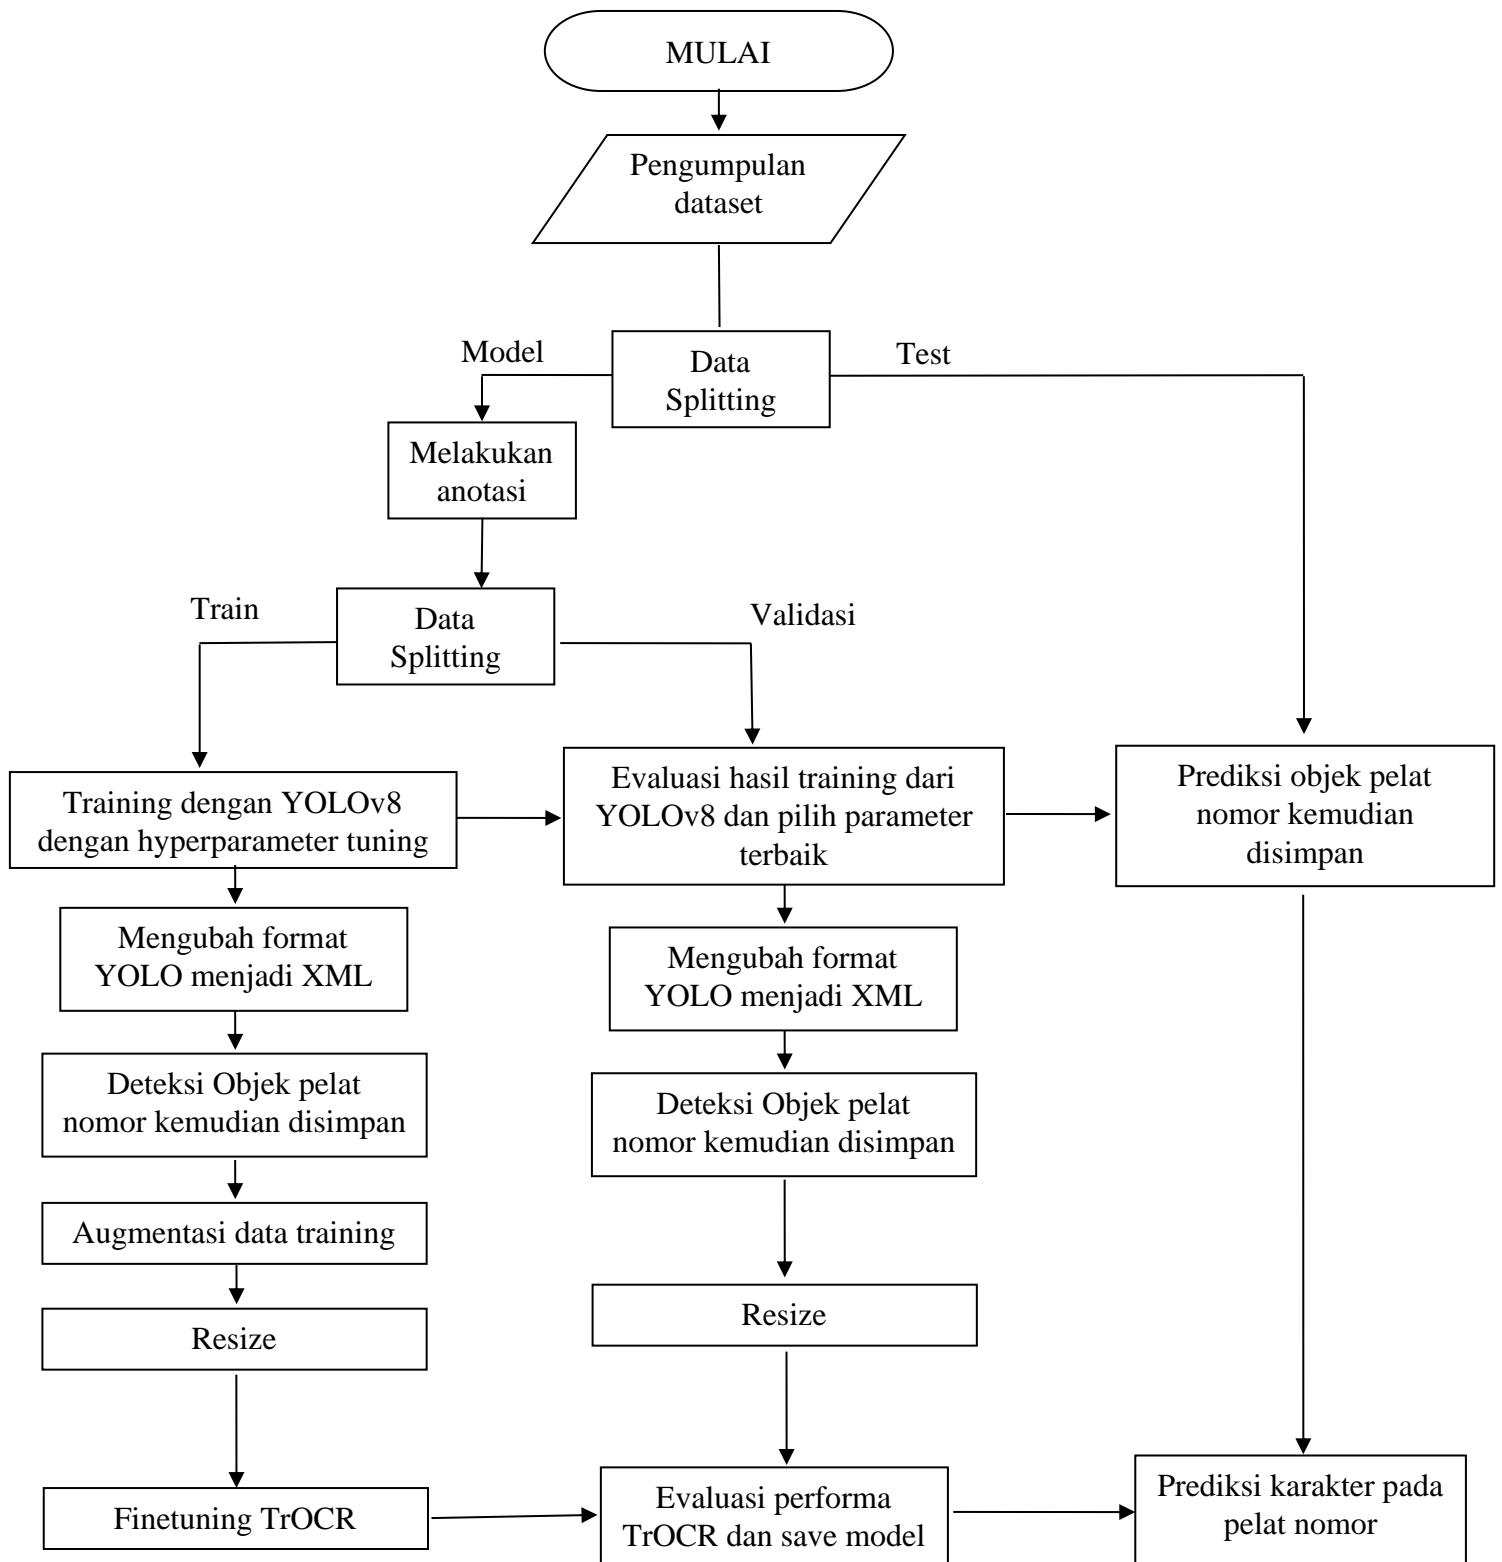 MULAI
Pengumpulan
dataset
Model
Data
Splitting
Test
Melakukan
anotasi
Train
Data
Splitting
Validasi
Training dengan YOLOv8
dengan hyperparameter tuning
Evaluasi hasil training dari
YOLOv8 dan pilih parameter
terbaik
Prediksi objek pelat
nomor kemudian
disimpan
Mengubah format
YOLO menjadi XML
Mengubah format
YOLO menjadi XML
Deteksi Objek pelat
nomor kemudian disimpan
Deteksi Objek pelat
nomor kemudian disimpan
Augmentasi data training
Resize
Resize
Finetuning TrOCR
Evaluasi performa
TrOCR dan save model
Prediksi karakter pada
pelat nomor